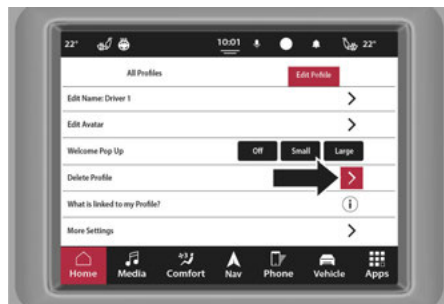 22° 10:01 22°
All Profiles Edit Profile
Edit Name: Driver 1
Edit Avatar
Welcome Pop Up Off Small Large
Delete Profile
What is linked to my Profile?
More Settings
Home Media Comfort Nav Phone Vehicle Apps